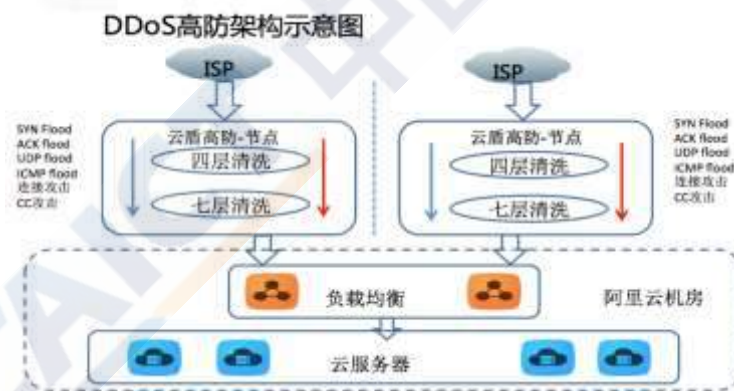 DDoS高防架构示意图
ISP
ISP
SYN Flood
ACK flood
UDP flood
ICMP flood
连接攻击
CC攻击
云盾高防-节点
四层清洗
七层清洗
云盾高防-节点
四层清洗
七层清洗
SYN Flood
ACK flood
UDP flood
ICMP flood
连接攻击
CC攻击
负载均衡
阿里云机房
云服务器